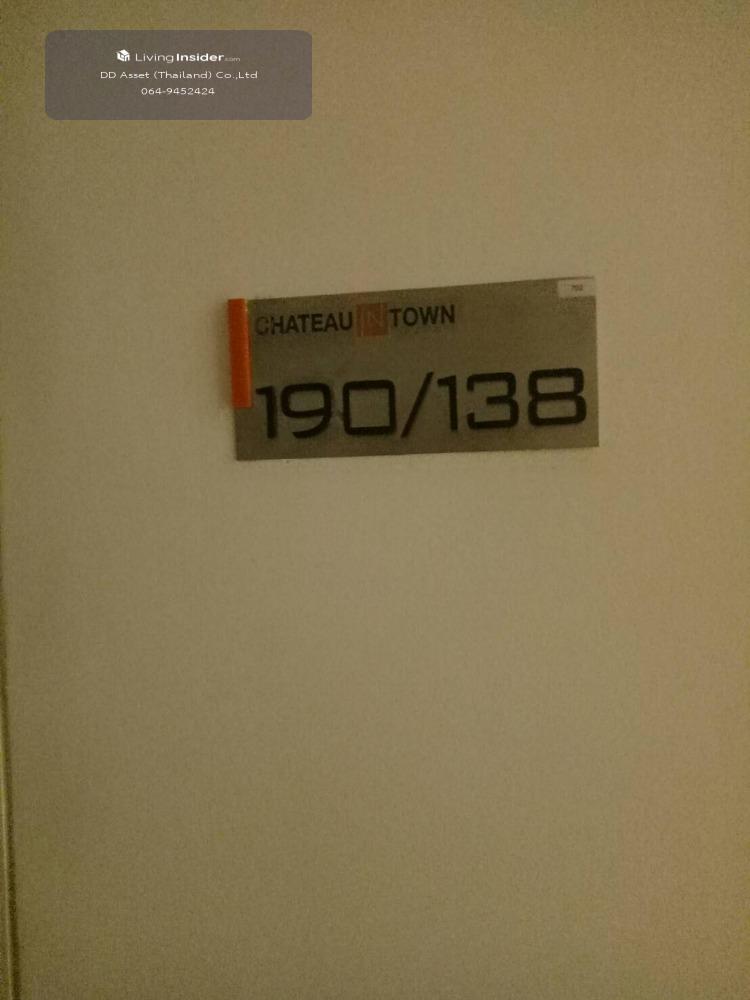 LivingInsider.com
DD Asset (Thailand) Co.,Ltd
064-9452424
CHATEAU IN TOWN
190/138